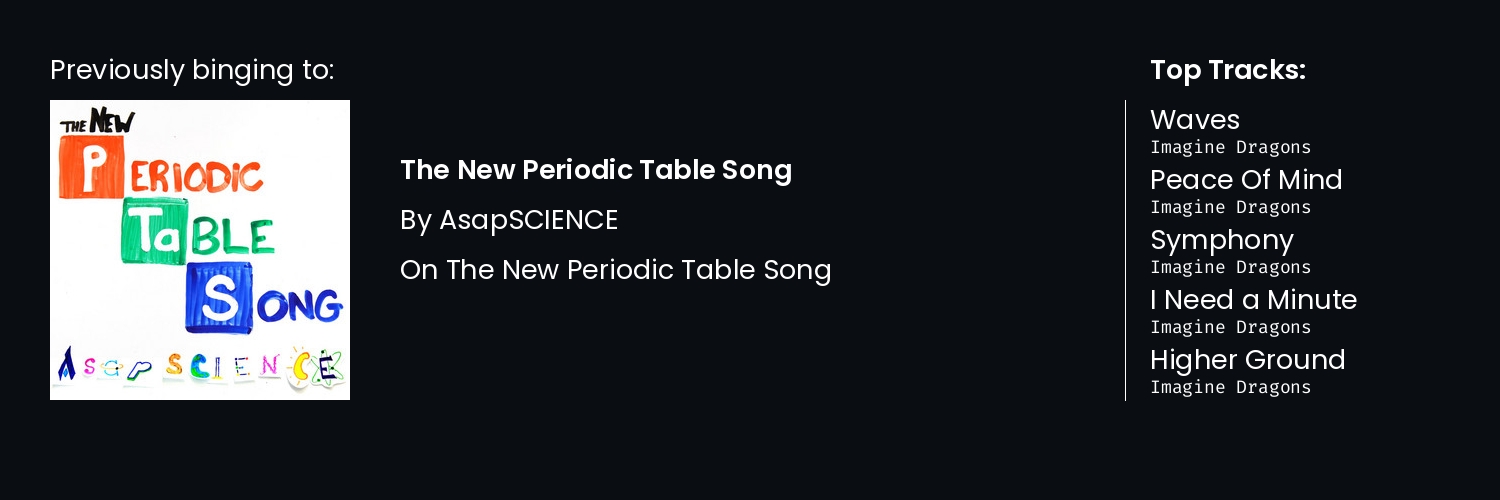 Previously binging to:
THE NEW
PERIODIC
TaBLE
SONG
AsapSCIENCE
The New Periodic Table Song
By AsapSCIENCE
On The New Periodic Table Song
Top Tracks:
Waves
Imagine Dragons
Peace Of Mind
Imagine Dragons
Symphony
Imagine Dragons
I Need a Minute
Imagine Dragons
Higher Ground
Imagine Dragons